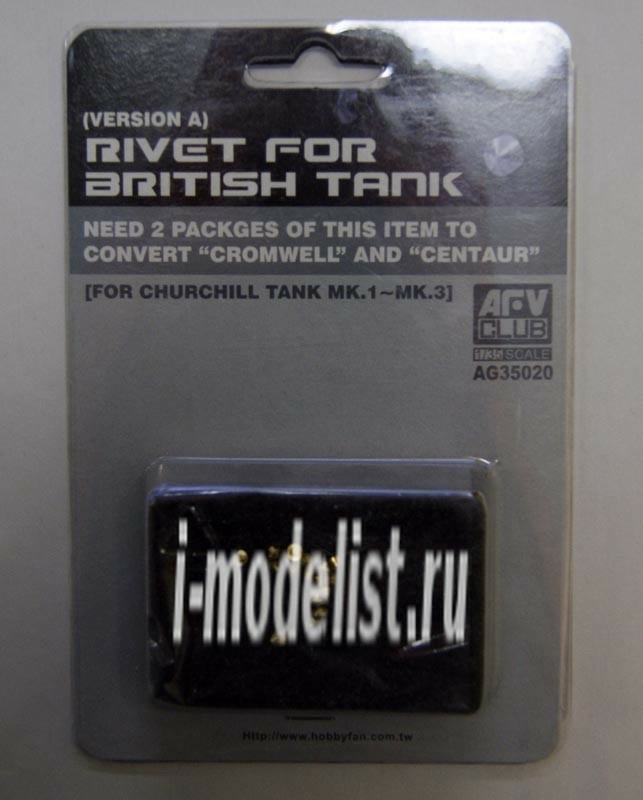 (VERSION A)
RIVET FOR
BRITISH TANK
NEED 2 PACKGES OF THIS ITEM TO
CONVERT “CROMWELL” AND “CENTAUR”
[FOR CHURCHILL TANK MK.1~MK.3]
AFV
CLUB
1/35 SCALE
AG35020
i-modelist.ru
Http://www.hobbyfan.com.tw